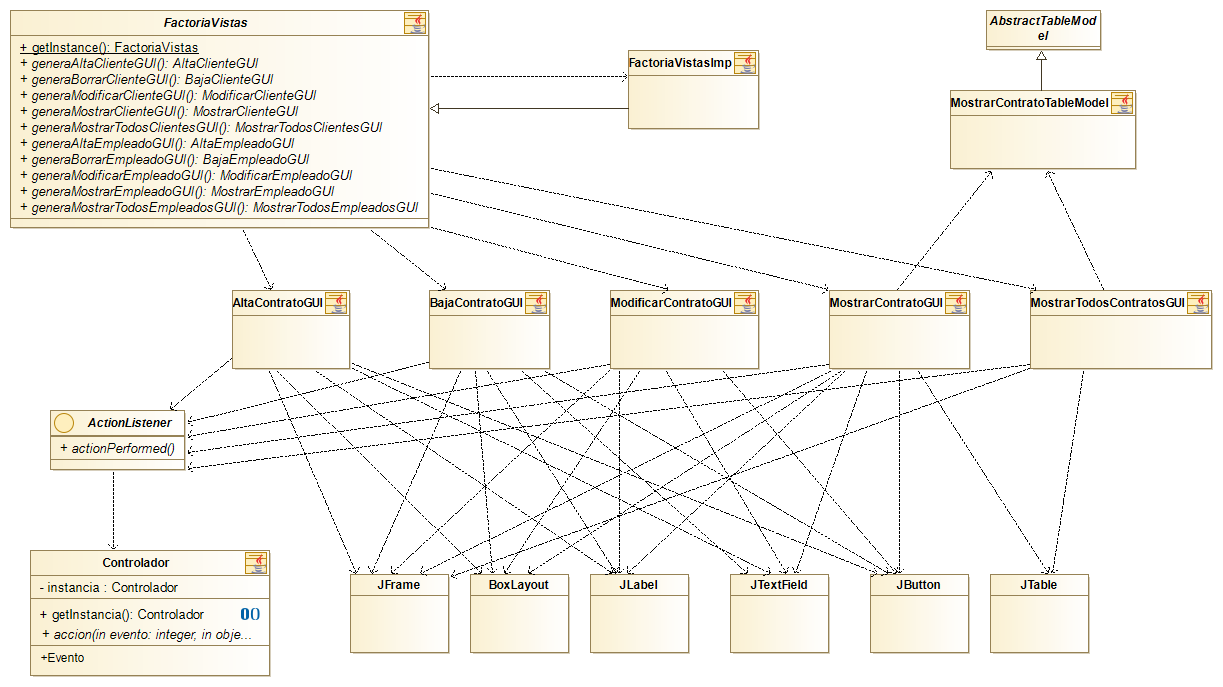 FactoriaVistas
+ getInstance(): FactoriaVistas
+ generaAltaClienteGUI(): AltaClienteGUI
+ generaBorrarClienteGUI(): BajaClienteGUI
+ generaModificarClienteGUI(): ModificarClienteGUI
+ generaMostrarClienteGUI(): MostrarClienteGUI
+ generaMostrarTodosClientesGUI(): MostrarTodosClientesGUI
+ generaAltaEmpleadoGUI(): AltaEmpleadoGUI
+ generaBorrarEmpleadoGUI(): BajaEmpleadoGUI
+ generaModificarEmpleadoGUI(): ModificarEmpleadoGUI
+ generaMostrarEmpleadoGUI(): MostrarEmpleadoGUI
+ generaMostrarTodosEmpleadosGUI(): MostrarTodosEmpleadosGUI
FactoriaVistasImp
AbstractTableMod
el
MostrarContratoTableModel
AltaContratoGUI
BajaContratoGUI
ModificarContratoGUI
MostrarContratoGUI
MostrarTodosContratosGUI
ActionListener
+ actionPerformed()
Controlador
- instancia : Controlador
+ getInstancia(): Controlador
+ accion(in evento: integer, in obje...
+Evento
JFrame
BoxLayout
JLabel
JTextField
JButton
JTable